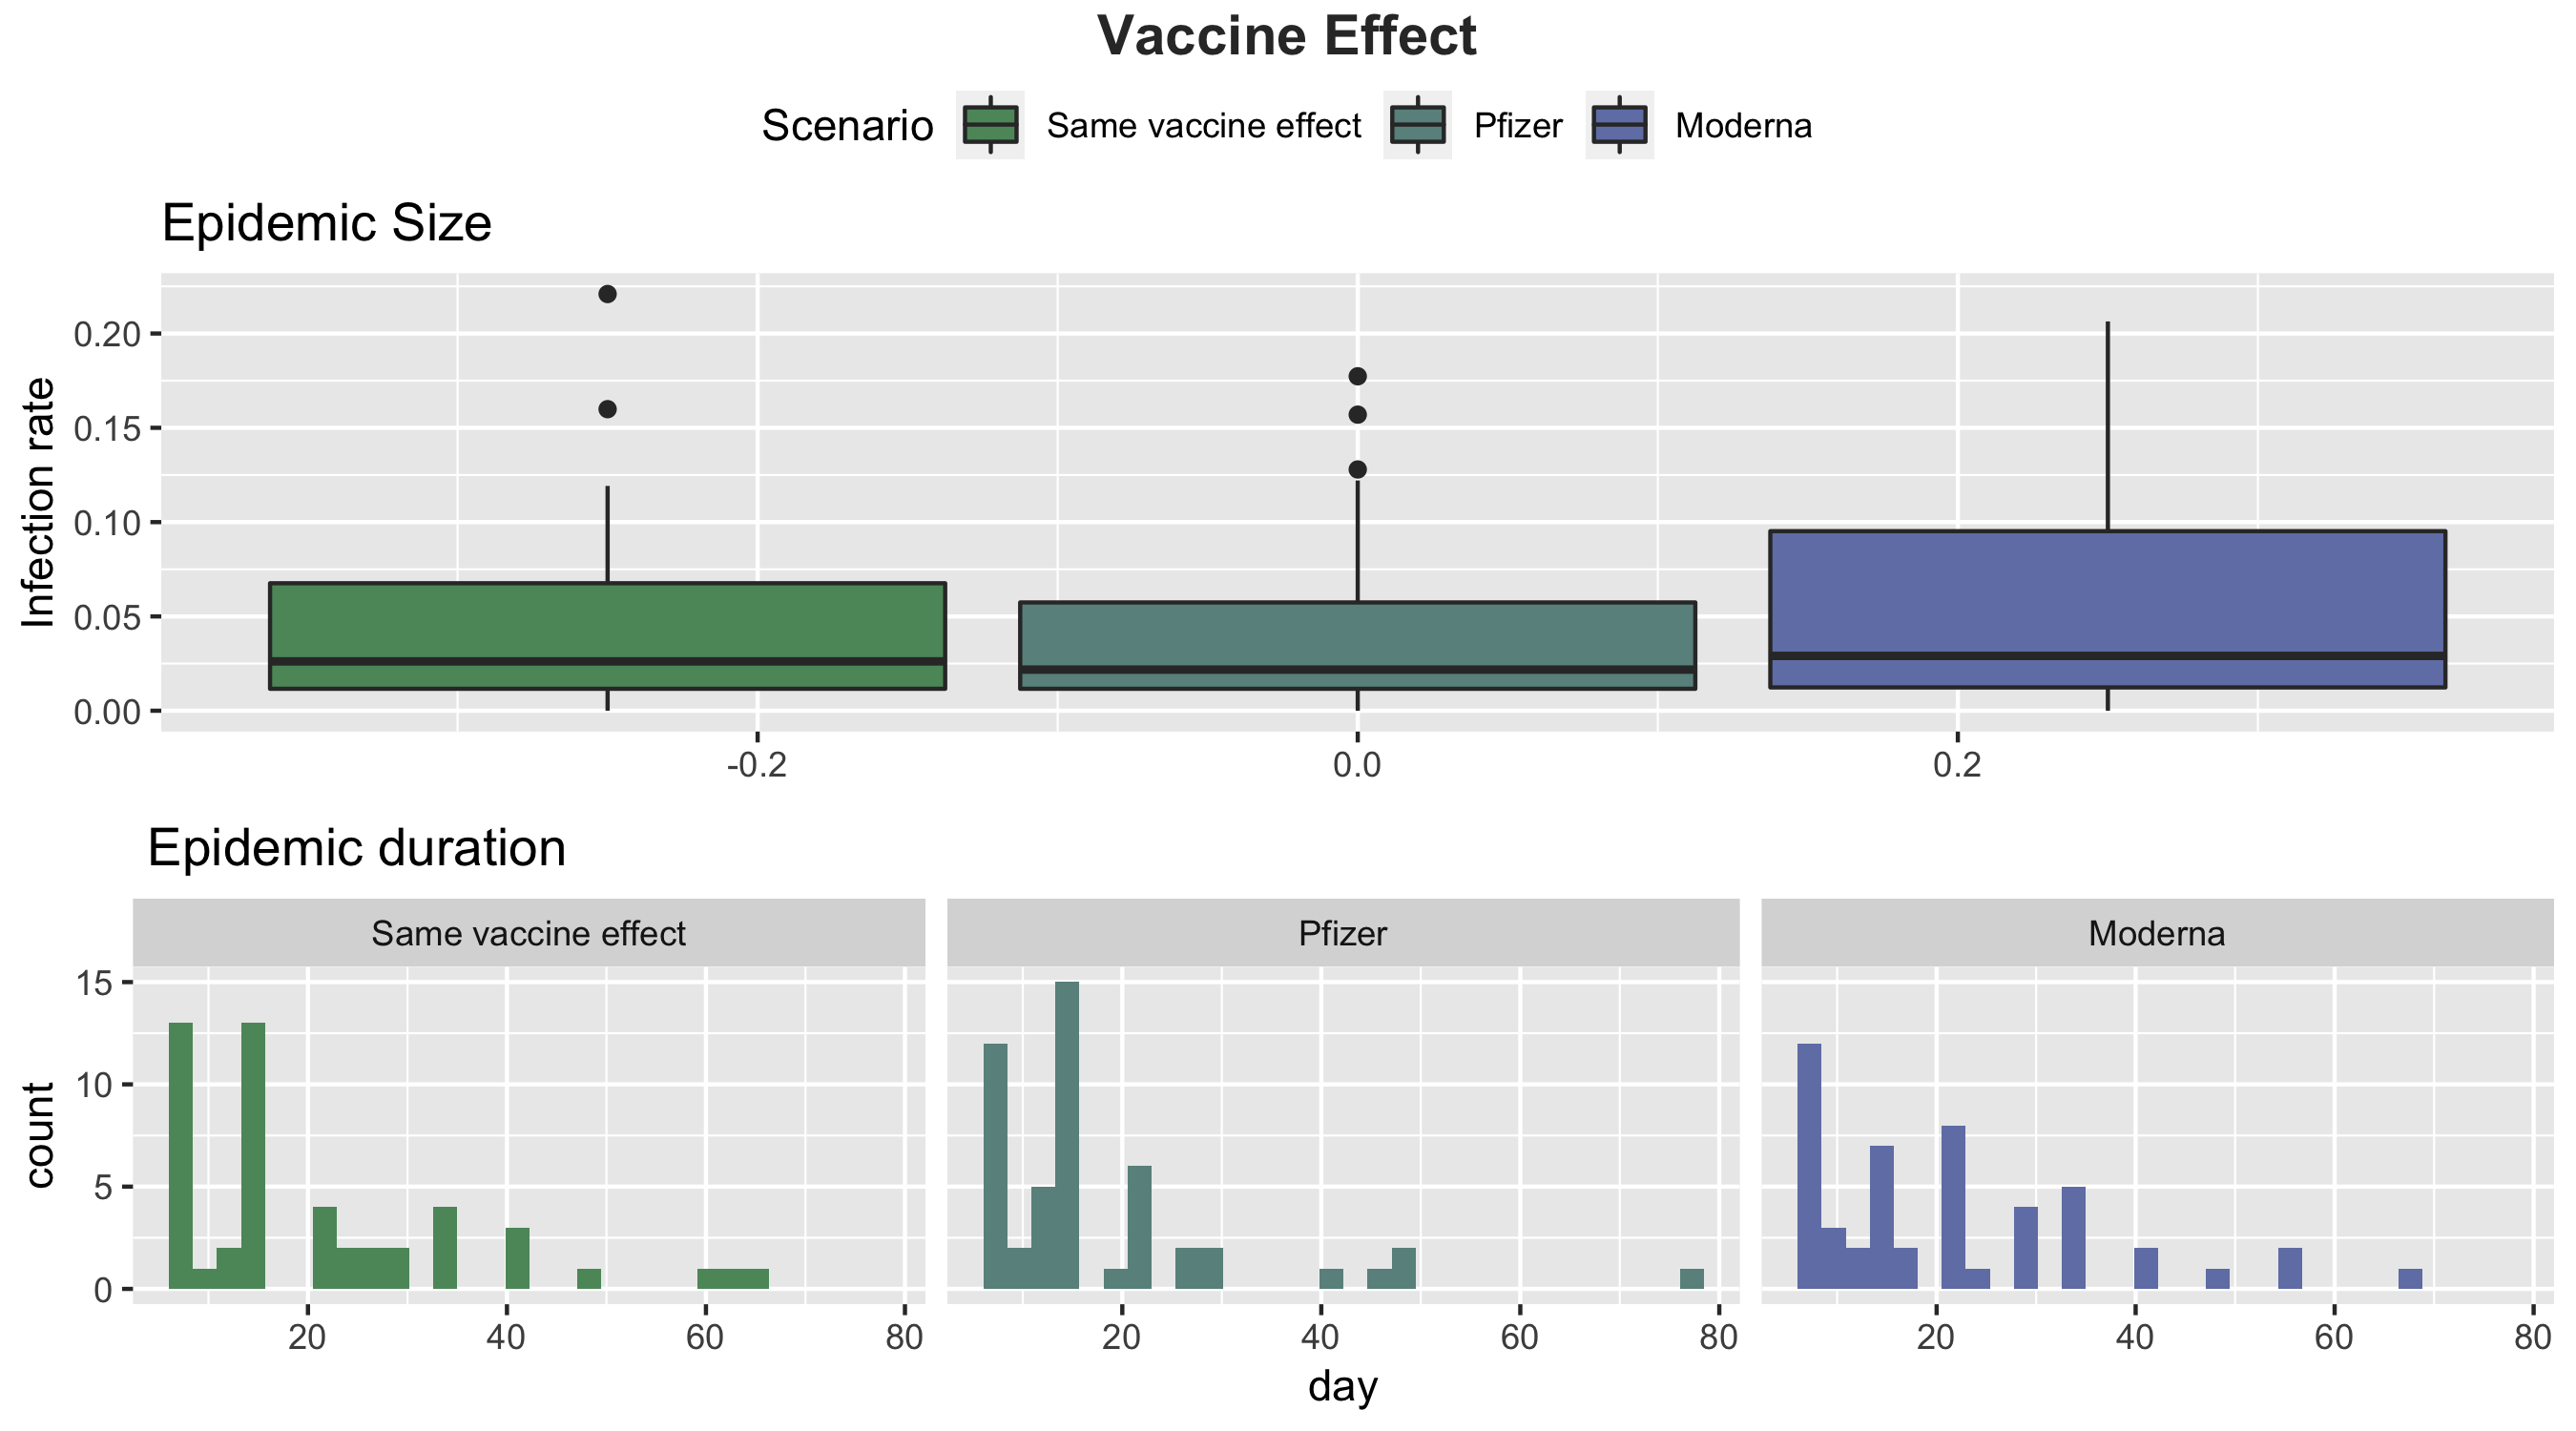 Vaccine Effect
Scenario Same vaccine effect Pfizer Moderna
Epidemic Size
Infection rate
0.20
0.15
0.10
0.05
0.00
-0.2 0.0 0.2
Epidemic duration
Same vaccine effect Pfizer Moderna
count
15
10
5
0
20 40 60 80 20 40 60 80 20 40 60 80
day